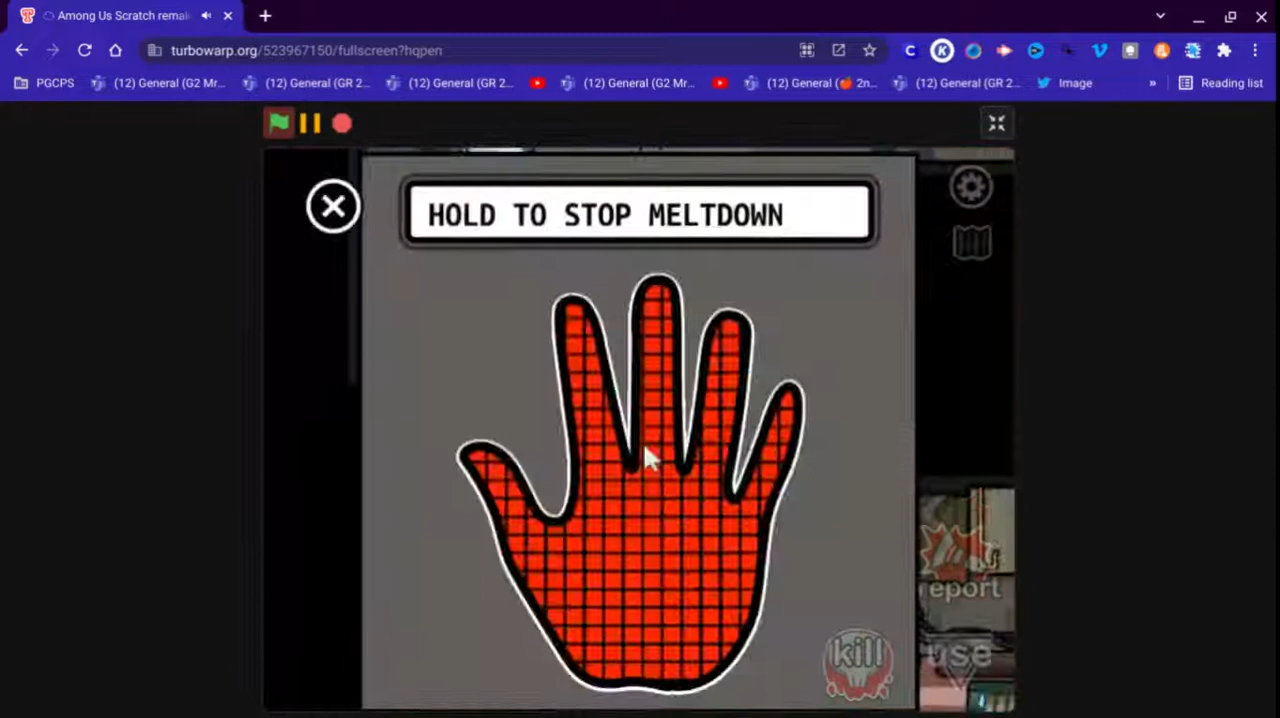 Among Us Scratch remai
turbowarp.org/523967150/fullscreen?hqpen
PGCPS
(12) General (G2 Mr...
(12) General (GR 2...
(12) General (GR 2...
(12) General (G2 Mr...
(12) General (🍎 2n...
(12) General (GR 2...
Image
»
Reading list
HOLD TO STOP MELTDOWN
report
kill
use